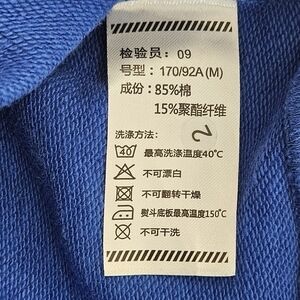 检验员：09
号型：170/92A(M)
成份：85%棉
15%聚酯纤维
2
洗涤方法：
40 最高洗涤温度40℃
不可漂白
不可翻转干燥
熨斗底板最高温度150℃
不可干洗